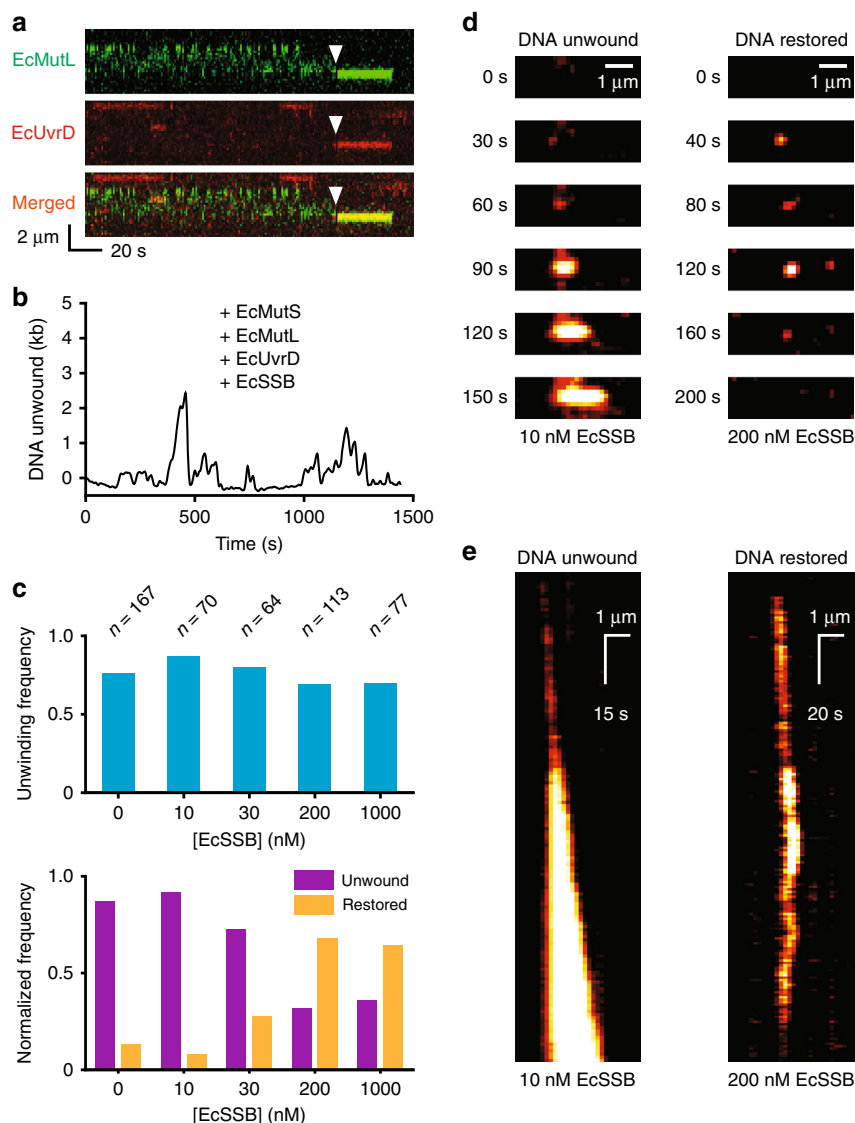 a
EcMutL
EcUvrD
Merged
2 μm
20 s
b
DNA unwound (kb)
5
4
3
2
1
0
+ EcMutS
+ EcMutL
+ EcUvrD
+ EcSSB
0
500
1000
1500
Time (s)
c
n = 167
n = 70
n = 64
n = 113
n = 77
Unwinding frequency
1.0
0.5
0
0
10
30
200
1000
[EcSSB] (nM)
Normalized frequency
1.0
0.5
0
Unwound
Restored
0
10
30
200
1000
[EcSSB] (nM)
d
DNA unwound
DNA restored
0 s
1 μm
0 s
1 μm
30 s
40 s
60 s
80 s
90 s
120 s
120 s
160 s
150 s
200 s
10 nM EcSSB
200 nM EcSSB
e
DNA unwound
DNA restored
1 μm
15 s
1 μm
20 s
10 nM EcSSB
200 nM EcSSB